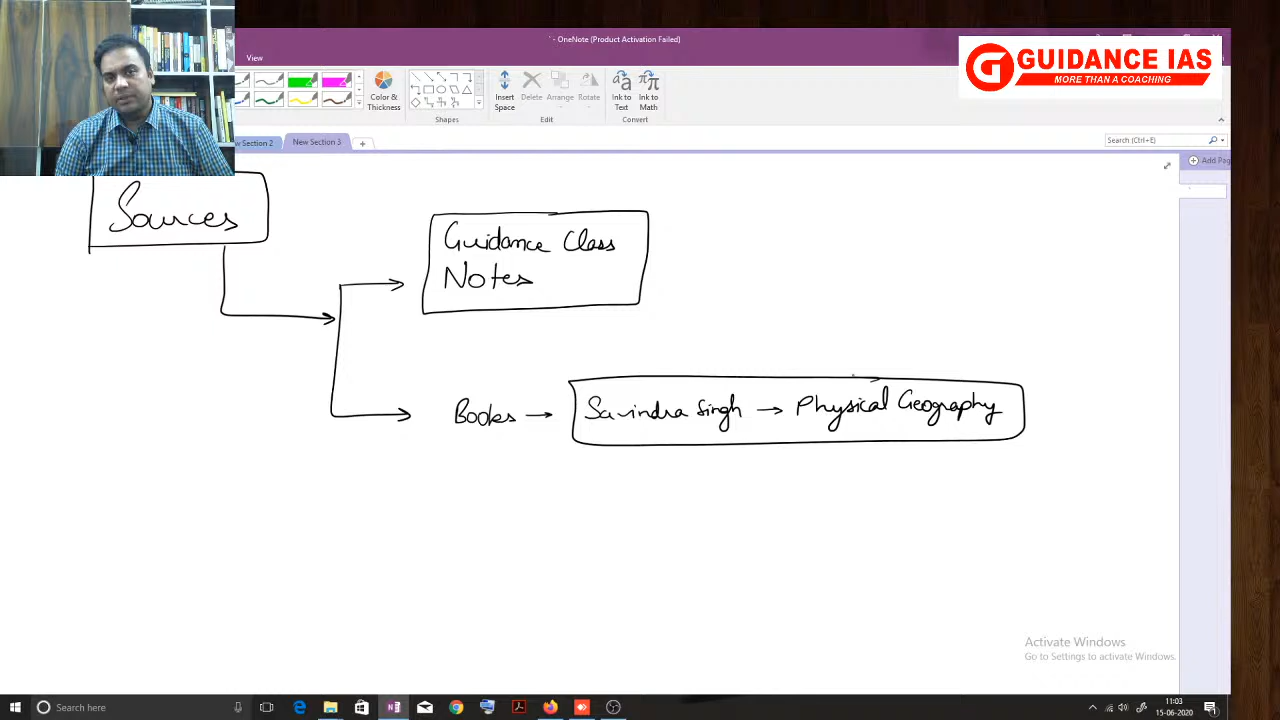 ' - OneNote (Product Activation Failed)
GUIDANCE IAS
MORE THAN A COACHING
View
Color &
Thickness
Insert
Space
Delete
Arrange
Rotate
Ink to
Text
Ink to
Math
Shapes
Edit
Convert
Section 2
New Section 3
Search (Ctrl+E)
Add Pag
Sources
Guidance Class
Notes
Books → Savindra Singh → Physical Geography
Activate Windows
Go to Settings to activate Windows.
Search here
11:03
15-06-2020